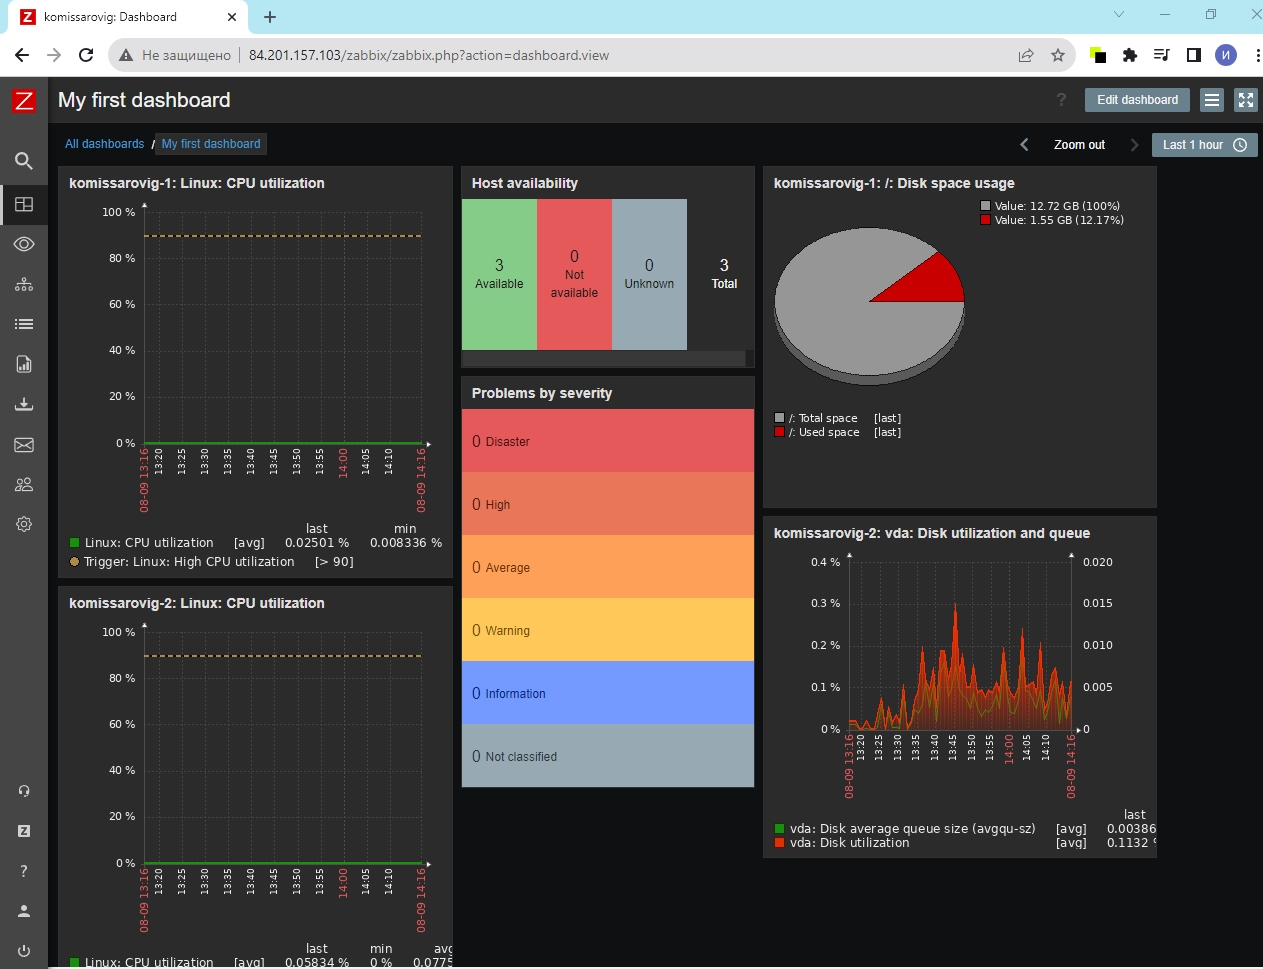 komissarovig: Dashboard
Не защищено
84.201.157.103/zabbix/zabbix.php?action=dashboard.view
И
Z
My first dashboard
?
Edit dashboard
All dashboards / My first dashboard
Zoom out
Last 1 hour
komissarovig-1: Linux: CPU utilization
100 %
80 %
60 %
40 %
20 %
0 %
08-09 13:16
13:20
13:25
13:30
13:35
13:40
13:45
13:50
13:55
14:00
14:05
14:10
08-09 14:16
last min
Linux: CPU utilization [avg] 0.02501 % 0.008336 %
Trigger: Linux: High CPU utilization [> 90]
komissarovig-2: Linux: CPU utilization
100 %
80 %
60 %
40 %
20 %
0 %
08-09 13:16
13:20
13:25
13:30
13:35
13:40
13:45
13:50
13:55
14:00
14:05
14:10
08-09 14:16
last min avg
Linux: CPU utilization [avg] 0.05834 % 0 % 0.0775
Host availability
3
Available
0
Not
available
0
Unknown
3
Total
Problems by severity
0 Disaster
0 High
0 Average
0 Warning
0 Information
0 Not classified
komissarovig-1: /: Disk space usage
Value: 12.72 GB (100%)
Value: 1.55 GB (12.17%)
/: Total space [last]
/: Used space [last]
komissarovig-2: vda: Disk utilization and queue
0.4 %
0.3 %
0.2 %
0.1 %
0 %
0.020
0.015
0.010
0.005
0
08-09 13:16
13:20
13:25
13:30
13:35
13:40
13:45
13:50
13:55
14:00
14:05
14:10
08-09 14:16
last
vda: Disk average queue size (avgqu-sz) [avg] 0.00386
vda: Disk utilization [avg] 0.1132 %
Z
?